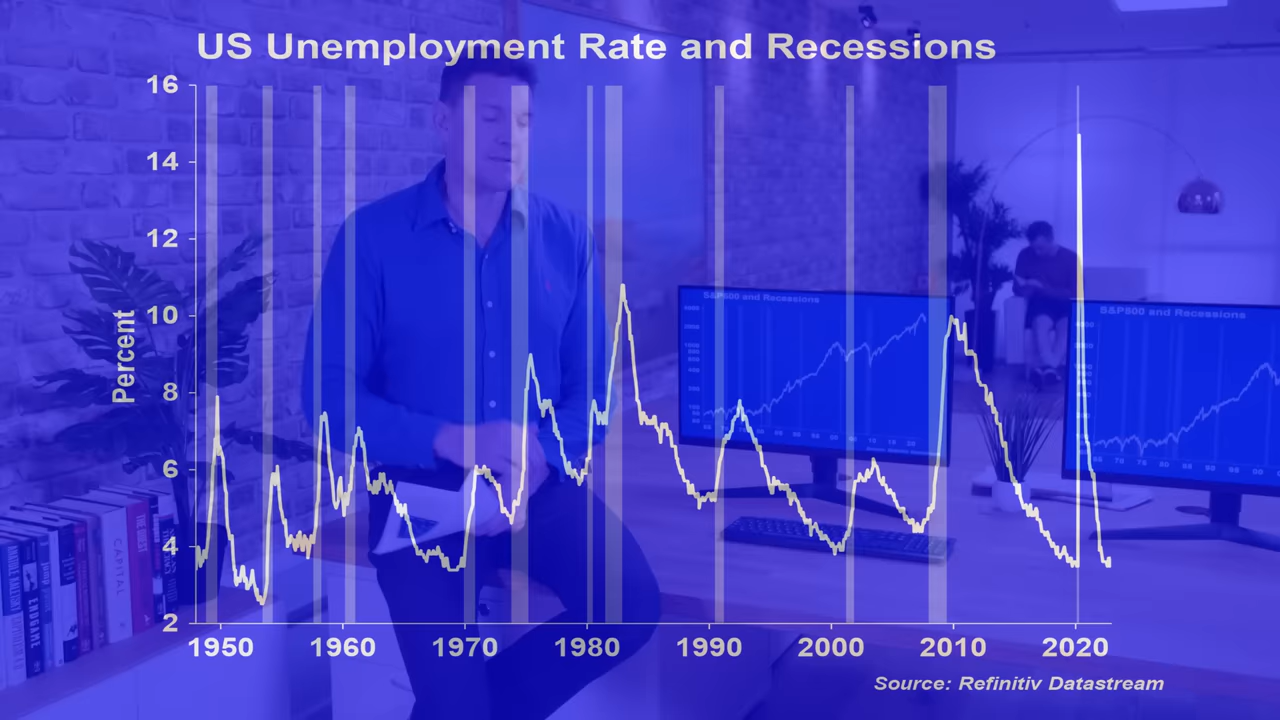 US Unemployment Rate and Recessions
16
14
12
10
8
6
4
2
Percent
1950 1960 1970 1980 1990 2000 2010 2020
Source: Refinitiv Datastream
S&P500 and Recessions
S&P500 and Recessions
CAPITAL
ENDGAME